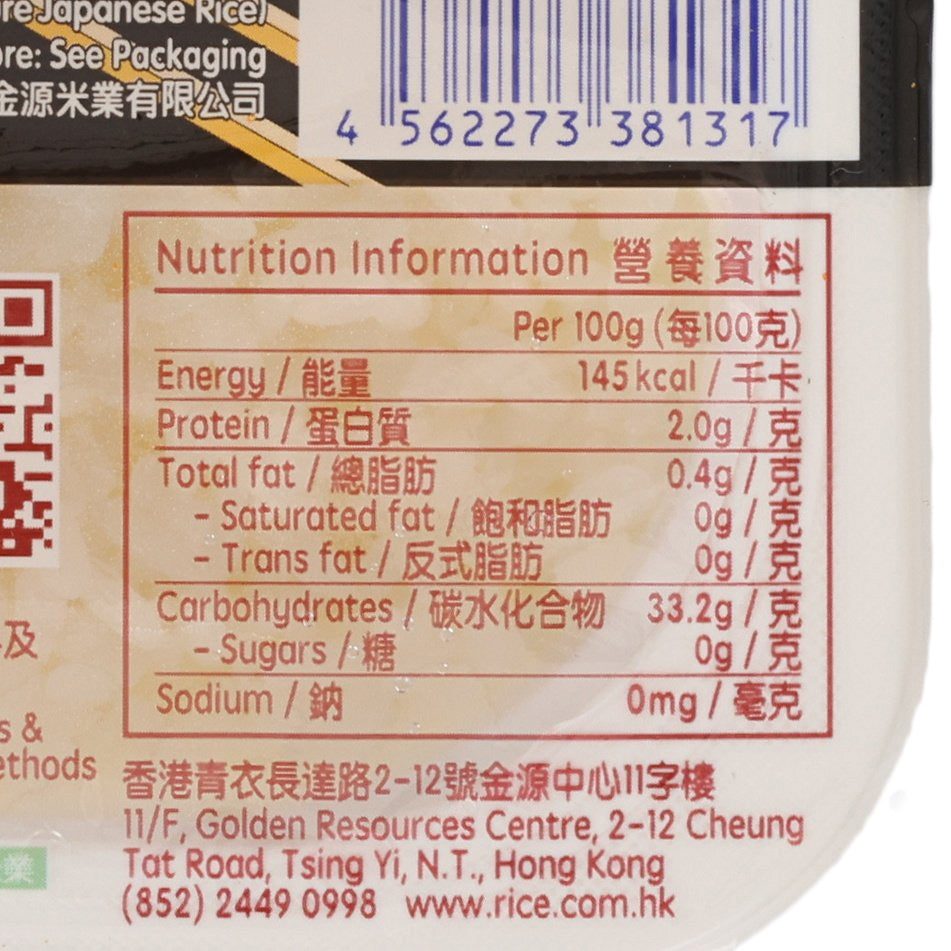 re Japanese Rice)
ore: See Packaging
金源米業有限公司
4 562273 381317
Nutrition Information 營養資料
Per 100g (每100克)
Energy / 能量 145 kcal / 千卡
Protein / 蛋白質 2.0g / 克
Total fat / 總脂肪 0.4g / 克
- Saturated fat / 飽和脂肪 0g / 克
- Trans fat / 反式脂肪 0g / 克
Carbohydrates / 碳水化合物 33.2g / 克
- Sugars / 糖 0g / 克
Sodium / 鈉 0mg / 毫克
及
s &
ethods
香港青衣長達路2-12號金源中心11字樓
11/F, Golden Resources Centre, 2-12 Cheung
Tat Road, Tsing Yi, N.T., Hong Kong
(852) 2449 0998 www.rice.com.hk